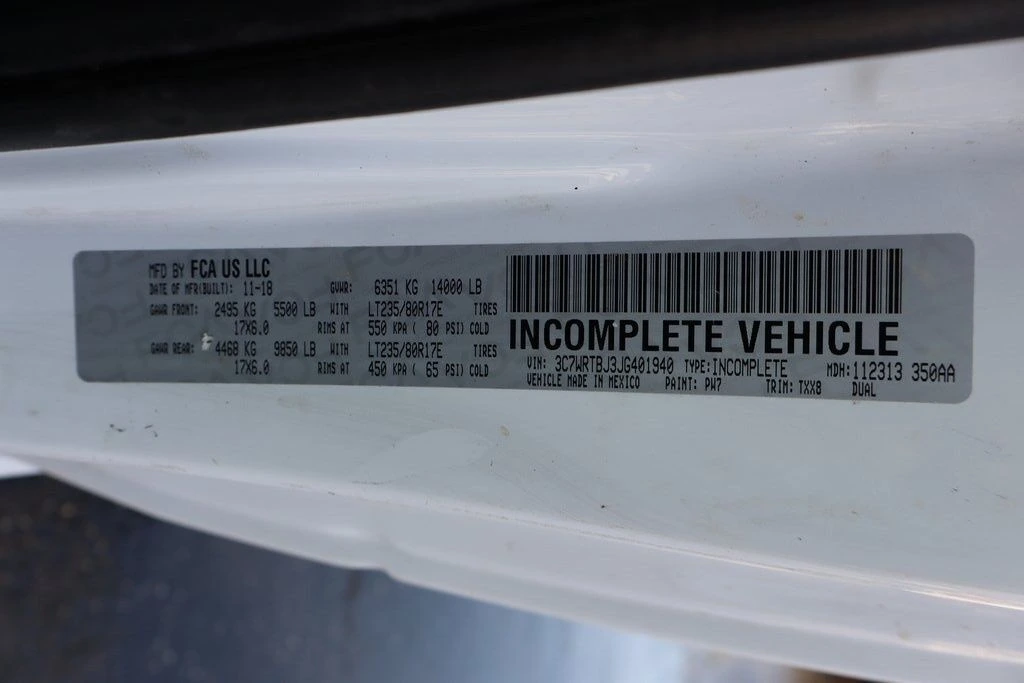 MFD BY FCA US LLC
DATE OF MFR(BUILT): 11-18 GVWR: 6351 KG 14000 LB
GAWR FRONT: 2495 KG 5500 LB WITH LT235/80R17E TIRES
17X6.0 RIMS AT 550 KPA ( 80 PSI) COLD
GAWR REAR: 4468 KG 9850 LB WITH LT235/80R17E TIRES
17X6.0 RIMS AT 450 KPA ( 65 PSI) COLD
INCOMPLETE VEHICLE
VIN: 3C7WRTBJ3JG401940 TYPE: INCOMPLETE MDH: 112313 350AA
VEHICLE MADE IN MEXICO PAINT: PW7 TRIM: TXX8 DUAL